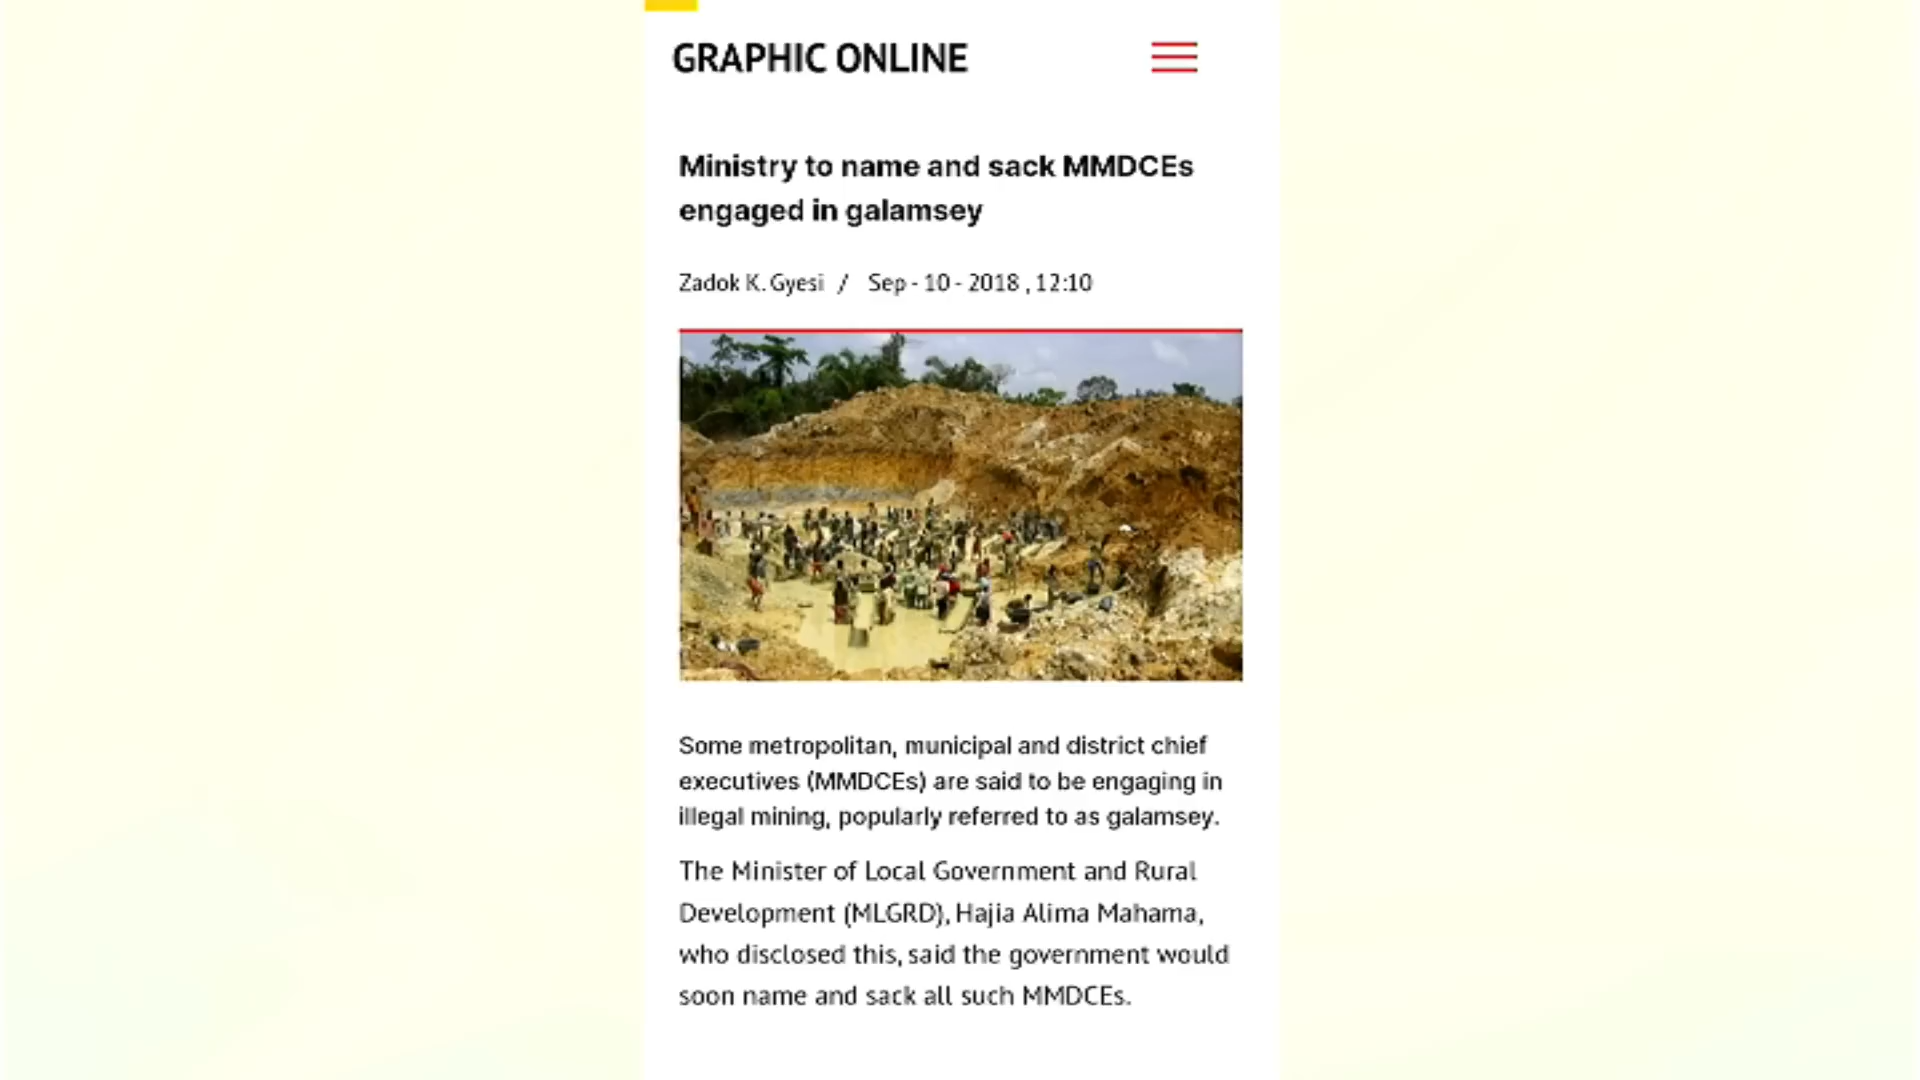 GRAPHIC ONLINE
Ministry to name and sack MMDCEs
engaged in galamsey
Zadok K. Gyesi / Sep - 10 - 2018 , 12:10
Some metropolitan, municipal and district chief
executives (MMDCEs) are said to be engaging in
illegal mining, popularly referred to as galamsey.
The Minister of Local Government and Rural
Development (MLGRD), Hajia Alima Mahama,
who disclosed this, said the government would
soon name and sack all such MMDCEs.